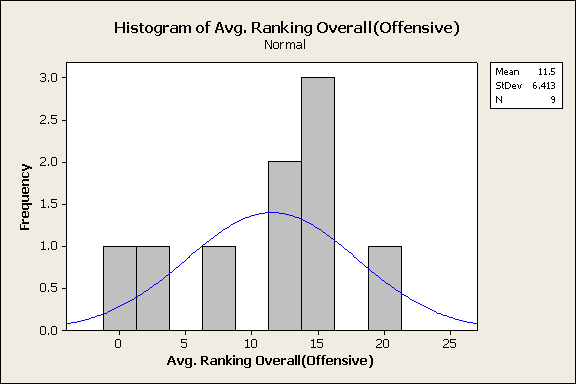 Histogram of Avg. Ranking Overall(Offensive)
Normal
Mean 11.5
StDev 6.413
N 9
Frequency
3.0
2.5
2.0
1.5
1.0
0.5
0.0
0 5 10 15 20 25
Avg. Ranking Overall(Offensive)